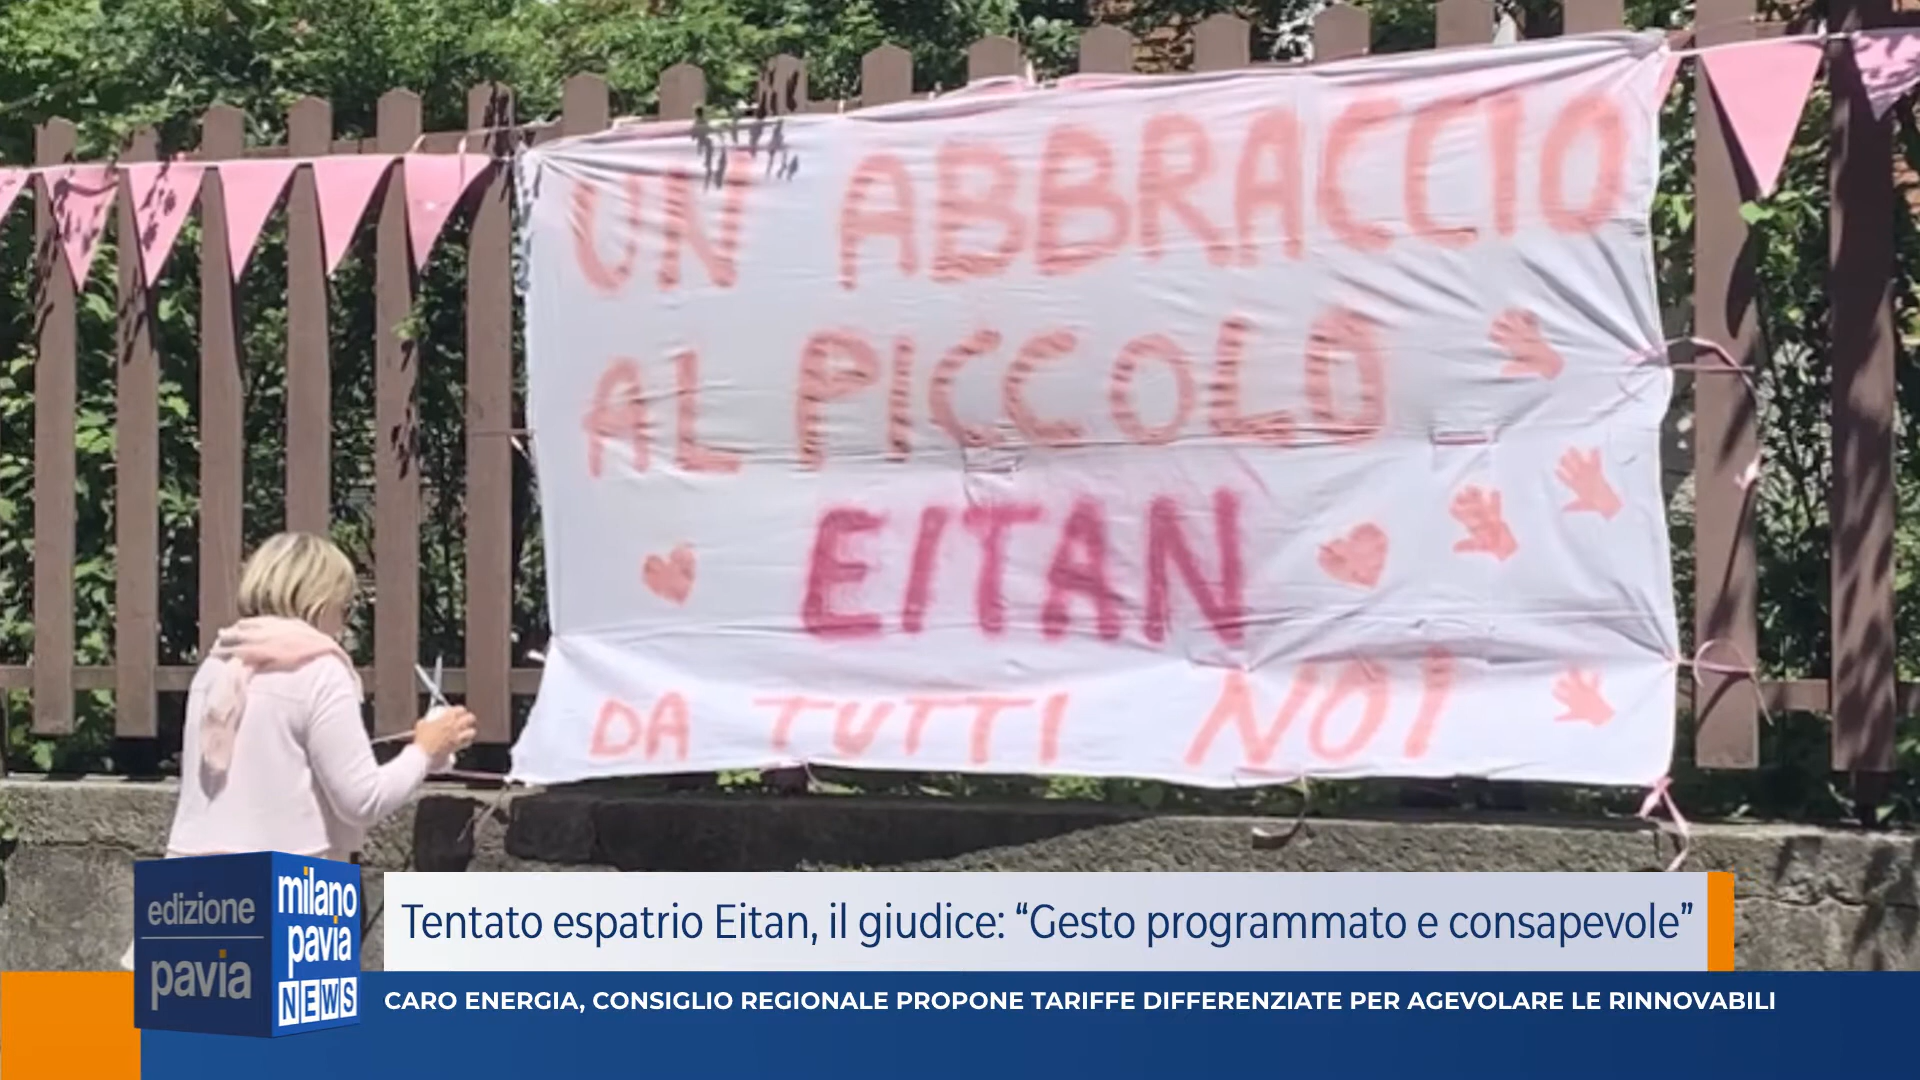 UN ABBRACCIO
AL PICCOLO
EITAN
DA TUTTI NOI
edizione
pavia
milano
pavia
NEWS
Tentato espatrio Eitan, il giudice: “Gesto programmato e consapevole”
CARO ENERGIA, CONSIGLIO REGIONALE PROPONE TARIFFE DIFFERENZIATE PER AGEVOLARE LE RINNOVABILI